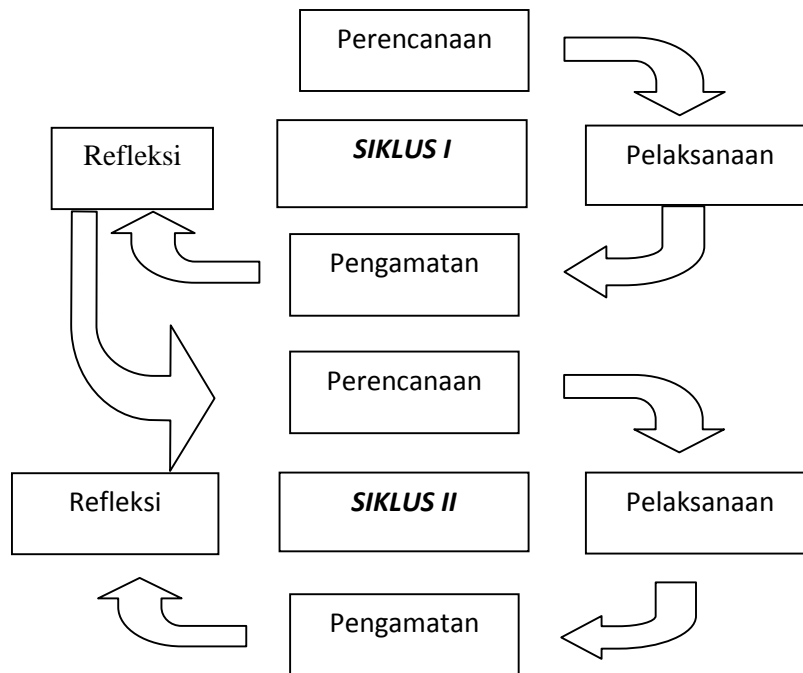 Perencanaan
Refleksi
SIKLUS I
Pelaksanaan
Pengamatan
Perencanaan
Refleksi
SIKLUS II
Pelaksanaan
Pengamatan